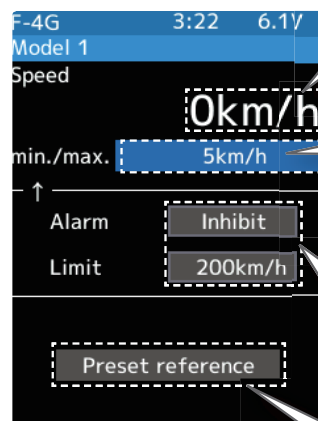 F-4G 3:22 6.1V
Model 1
Speed
0km/h
min./max. 5km/h
↑
Alarm Inhibit
Limit 200km/h
Preset reference